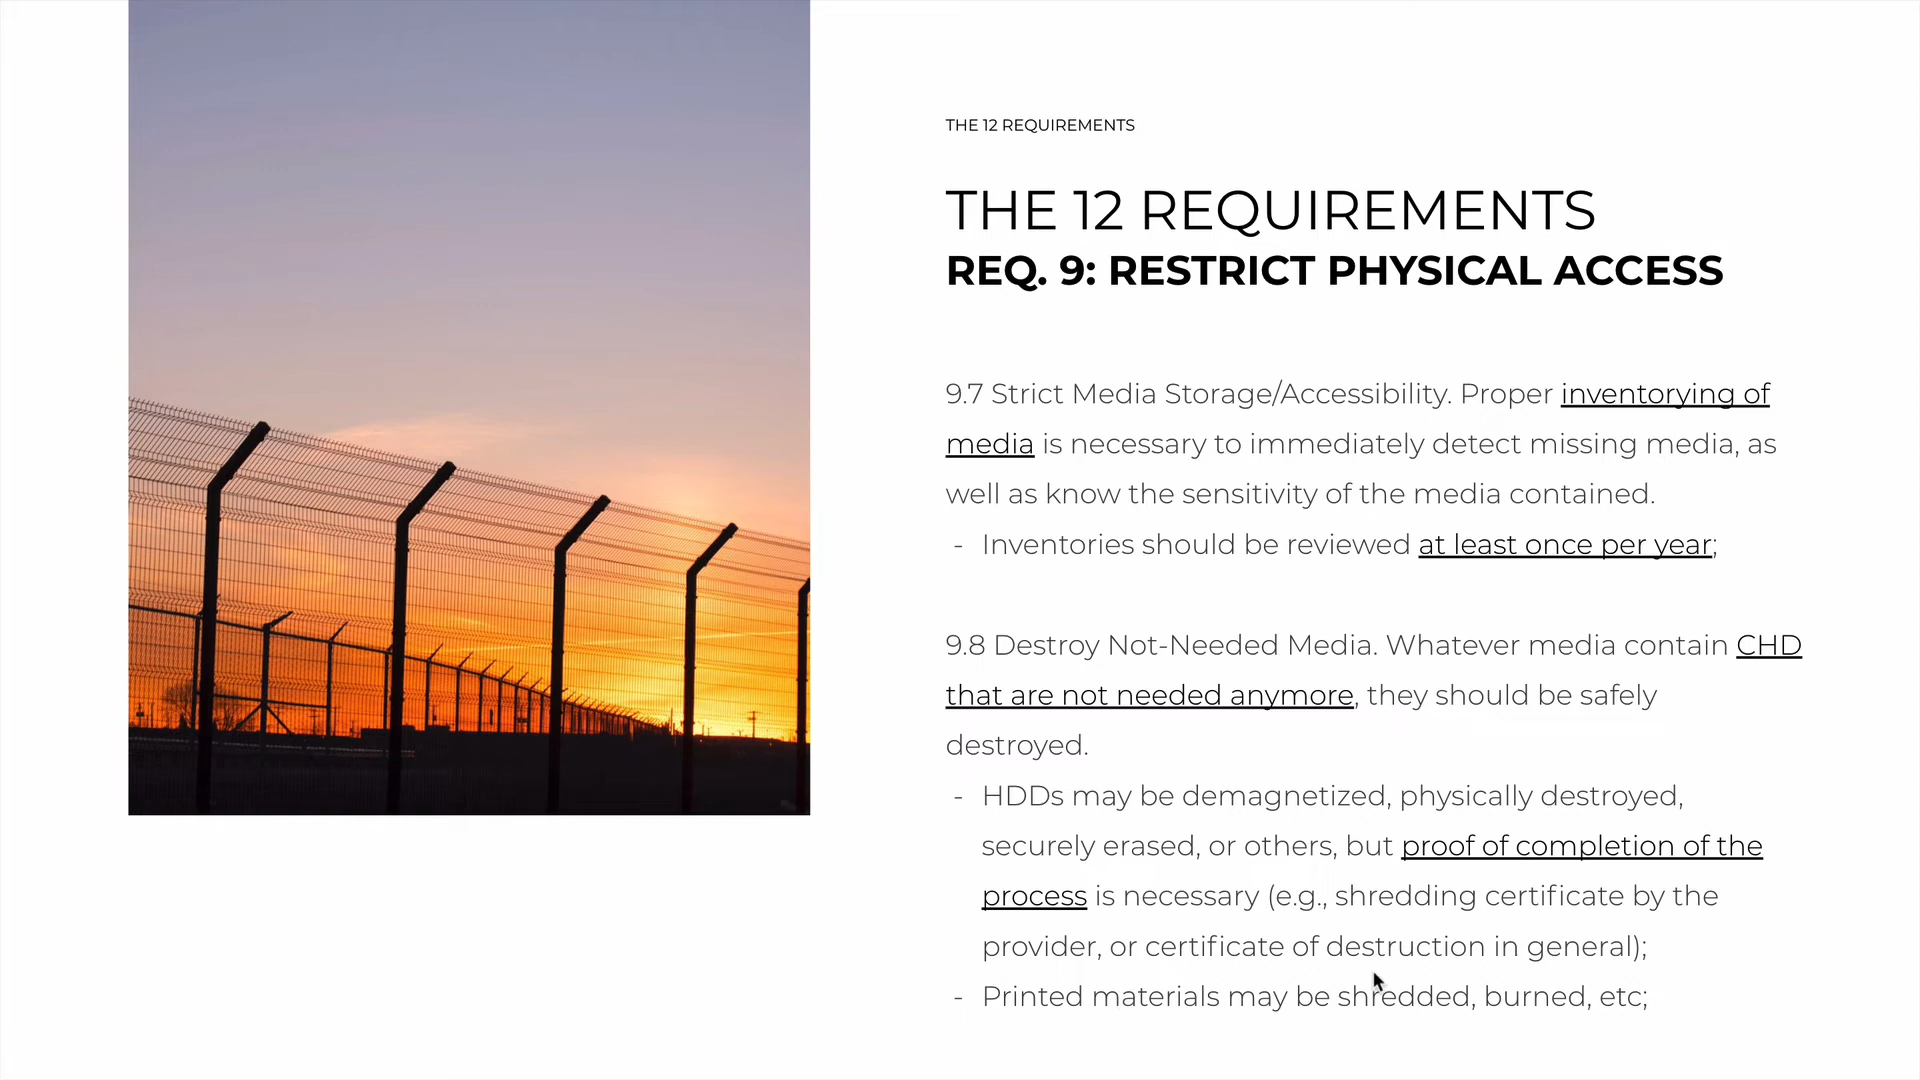 THE 12 REQUIREMENTS
THE 12 REQUIREMENTS
REQ. 9: RESTRICT PHYSICAL ACCESS
9.7 Strict Media Storage/Accessibility. Proper inventorying of
media is necessary to immediately detect missing media, as
well as know the sensitivity of the media contained.
- Inventories should be reviewed at least once per year;
9.8 Destroy Not-Needed Media. Whatever media contain CHD
that are not needed anymore, they should be safely
destroyed.
- HDDs may be demagnetized, physically destroyed,
securely erased, or others, but proof of completion of the
process is necessary (e.g., shredding certificate by the
provider, or certificate of destruction in general);
- Printed materials may be shredded, burned, etc;